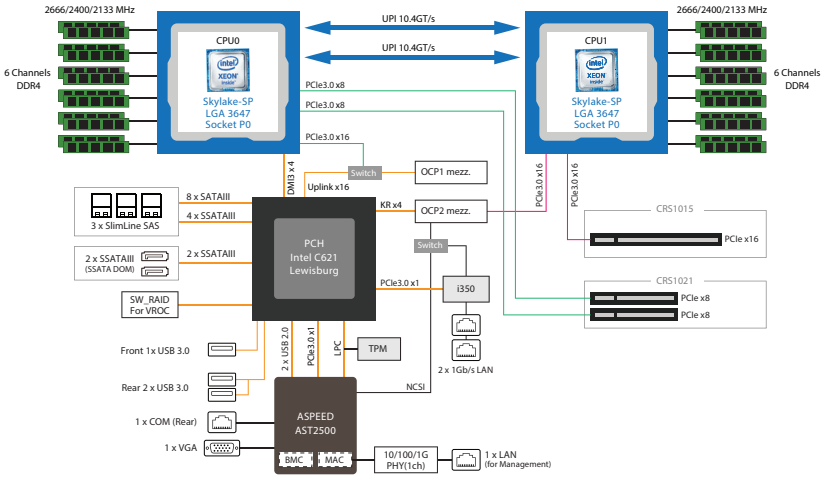 2666/2400/2133 MHz
UPI 10.4GT/s
2666/2400/2133 MHz
CPU0
CPU1
UPI 10.4GT/s
intel
XEON
inside
intel
XEON
inside
6 Channels
DDR4
6 Channels
DDR4
PCIe3.0 x8
Skylake-SP
LGA 3647
Socket P0
Skylake-SP
LGA 3647
Socket P0
PCIe3.0 x8
PCIe3.0 x16
DMI3 x 4
Switch
OCP1 mezz.
Uplink x16
PCIe3.0 x16
PCIe3.0 x16
8 x SATAIII
4 x SSATAIII
3 x SlimLine SAS
KR x4
OCP2 mezz.
CRS1015
PCIe x16
PCH
Intel C621
Lewisburg
Switch
2 x SSATAIII
(SSATA DOM)
2 x SSATAIII
PCIe3.0 x1
i350
CRS1021
PCIe x8
PCIe x8
SW_RAID
For VROC
2 x USB 2.0
PCIe3.0 x1
LPC
TPM
Front 1x USB 3.0
2 x 1Gb/s LAN
Rear 2 x USB 3.0
NCSI
1 x COM (Rear)
ASPEED
AST2500
1 x VGA
BMC
MAC
10/100/1G
PHY(1ch)
1 x LAN
(for Management)